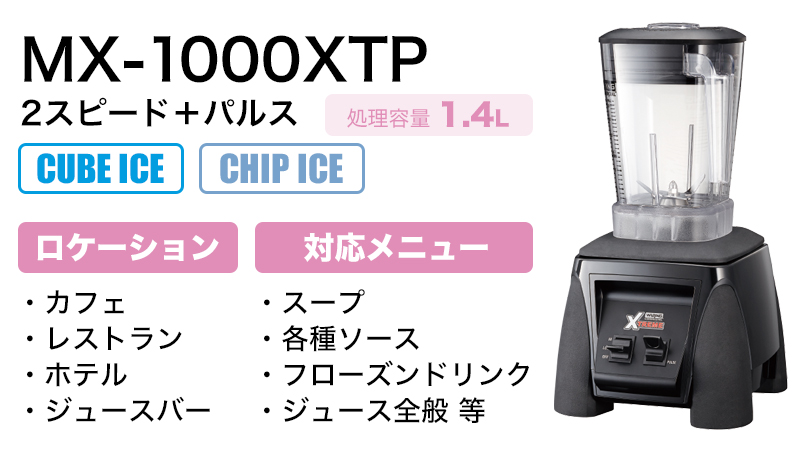 MX-1000XTP
2スピード＋パルス
処理容量 1.4L
CUBE ICE
CHIP ICE
ロケーション
・カフェ
・レストラン
・ホテル
・ジュースバー
対応メニュー
・スープ
・各種ソース
・フローズンドリンク
・ジュース全般 等
XTREME
PULSE